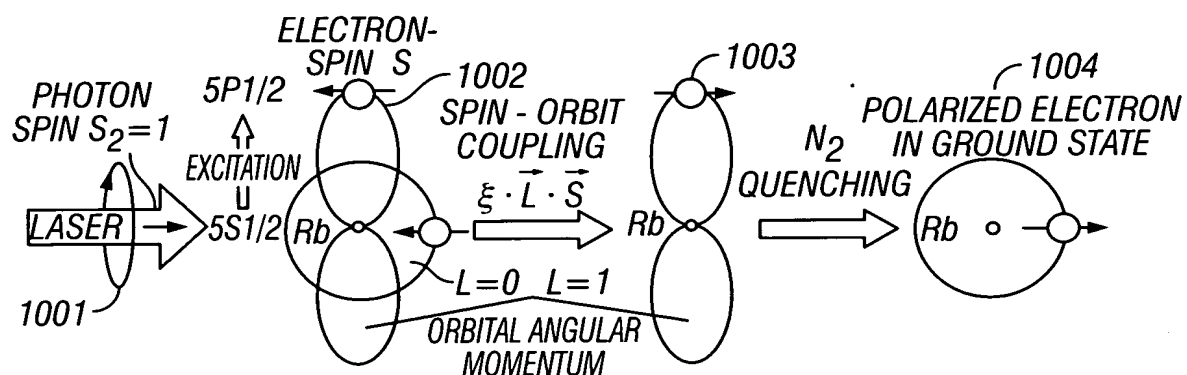 PHOTON
SPIN S2=1
LASER
1001
5P1/2
EXCITATION
5S1/2
ELECTRON-
SPIN S
1002
Rb
L=0 L=1
ORBITAL ANGULAR
MOMENTUM
SPIN - ORBIT
COUPLING
ξ · L⃗ · S⃗
1003
Rb
N2
QUENCHING
1004
POLARIZED ELECTRON
IN GROUND STATE
Rb